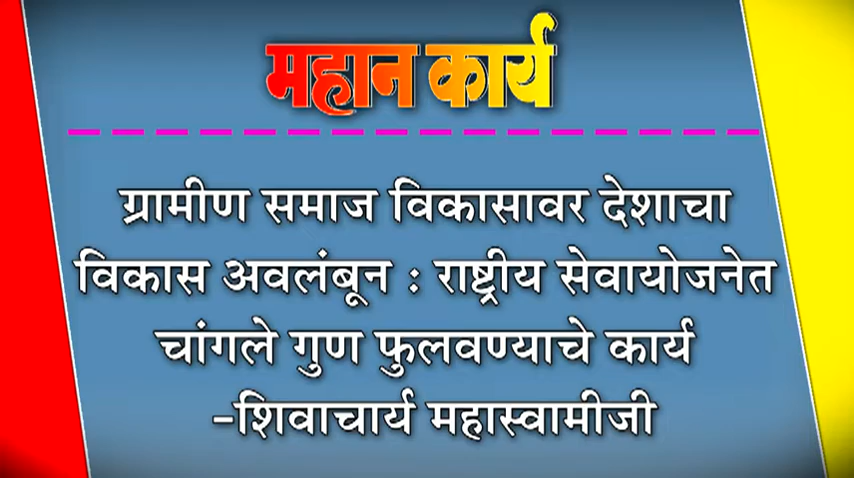 महान कार्य
ग्रामीण समाज विकासावर देशाचा
विकास अवलंबून : राष्ट्रीय सेवायोजनेत
चांगले गुण फुलवण्याचे कार्य
-शिवाचार्य महास्वामीजी